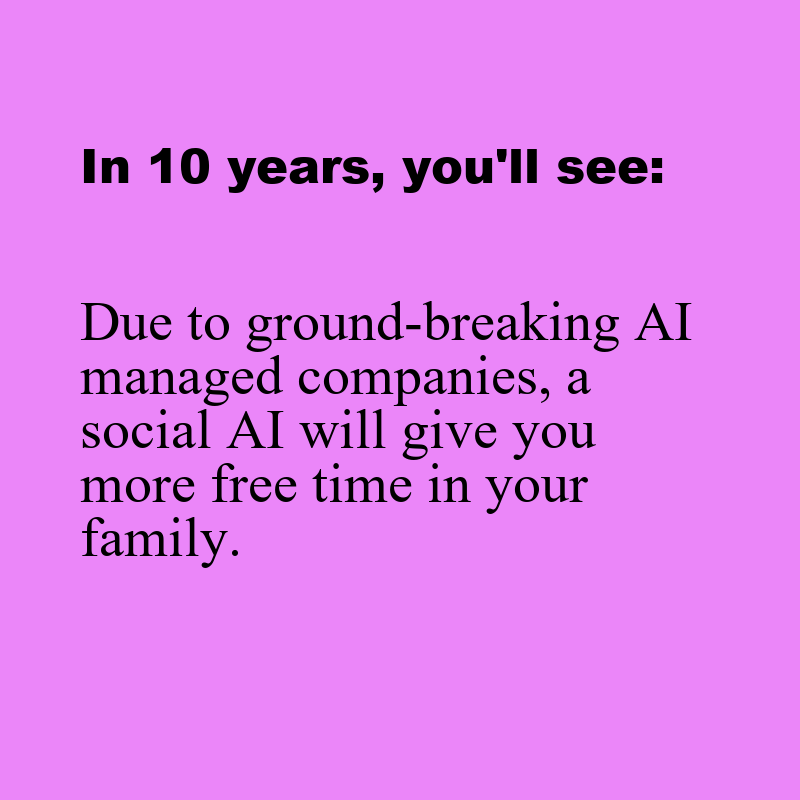 In 10 years, you'll see:
Due to ground-breaking AI
managed companies, a
social AI will give you
more free time in your
family.